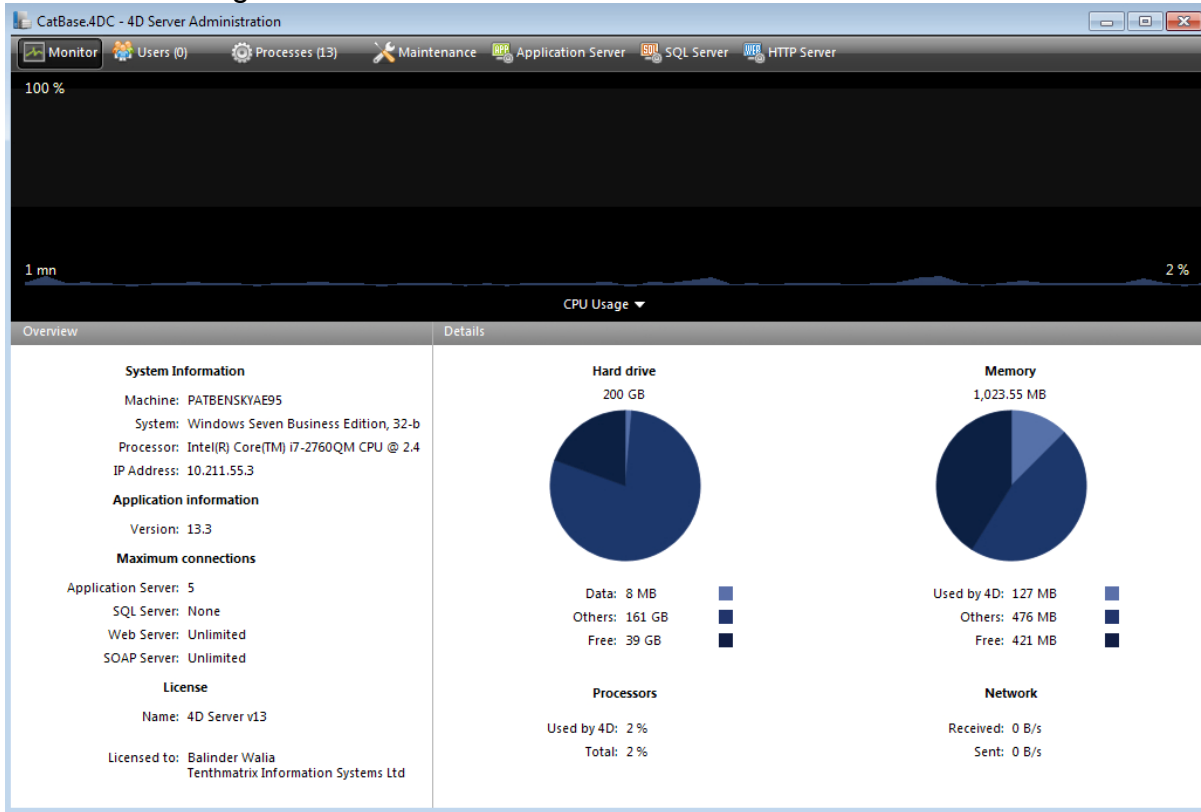 CatBase.4DC - 4D Server Administration
Monitor Users (0) Processes (13) Maintenance Application Server SQL Server HTTP Server
100 %
1 mn 2 %
CPU Usage
Overview Details
System Information
Machine: PATBENSKYAE95
System: Windows Seven Business Edition, 32-b
Processor: Intel(R) Core(TM) i7-2760QM CPU @ 2.4
IP Address: 10.211.55.3
Application information
Version: 13.3
Maximum connections
Application Server: 5
SQL Server: None
Web Server: Unlimited
SOAP Server: Unlimited
License
Name: 4D Server v13
Licensed to: Balinder Walia
Tenthmatrix Information Systems Ltd
Hard drive
200 GB
Data: 8 MB
Others: 161 GB
Free: 39 GB
Memory
1,023.55 MB
Used by 4D: 127 MB
Others: 476 MB
Free: 421 MB
Processors
Used by 4D: 2 %
Total: 2 %
Network
Received: 0 B/s
Sent: 0 B/s